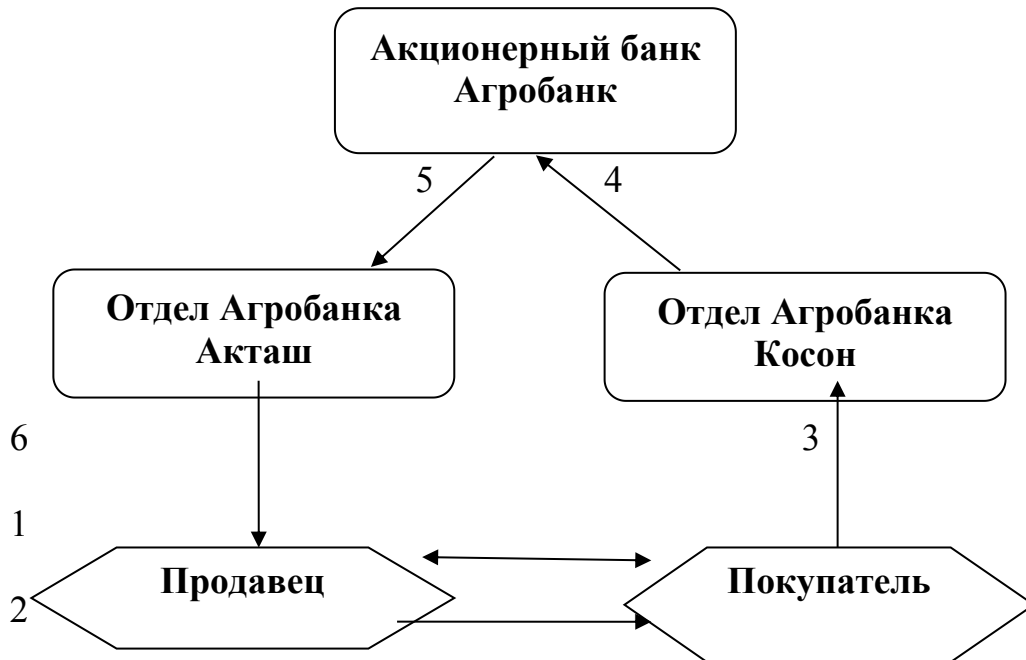 Акционерный банк
Агробанк
5
4
Отдел Агробанка
Акташ
Отдел Агробанка
Косон
6
3
1
Продавец
Покупатель
2